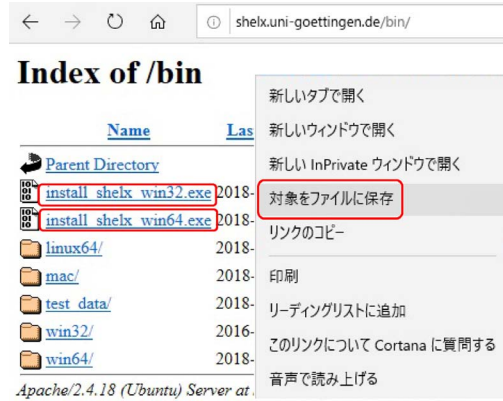 shelx.uni-goettingen.de/bin/
Index of /bin
Name Las
Parent Directory
install_shelx_win32.exe 2018-
install_shelx_win64.exe 2018-
linux64/ 2018-
mac/ 2018-
test_data/ 2018-
win32/ 2016-
win64/ 2018-
Apache/2.4.18 (Ubuntu) Server at
新しいタブで開く
新しいウィンドウで開く
新しい InPrivate ウィンドウで開く
対象をファイルに保存
リンクのコピー
印刷
リーディングリストに追加
このリンクについて Cortana に質問する
音声で読み上げる